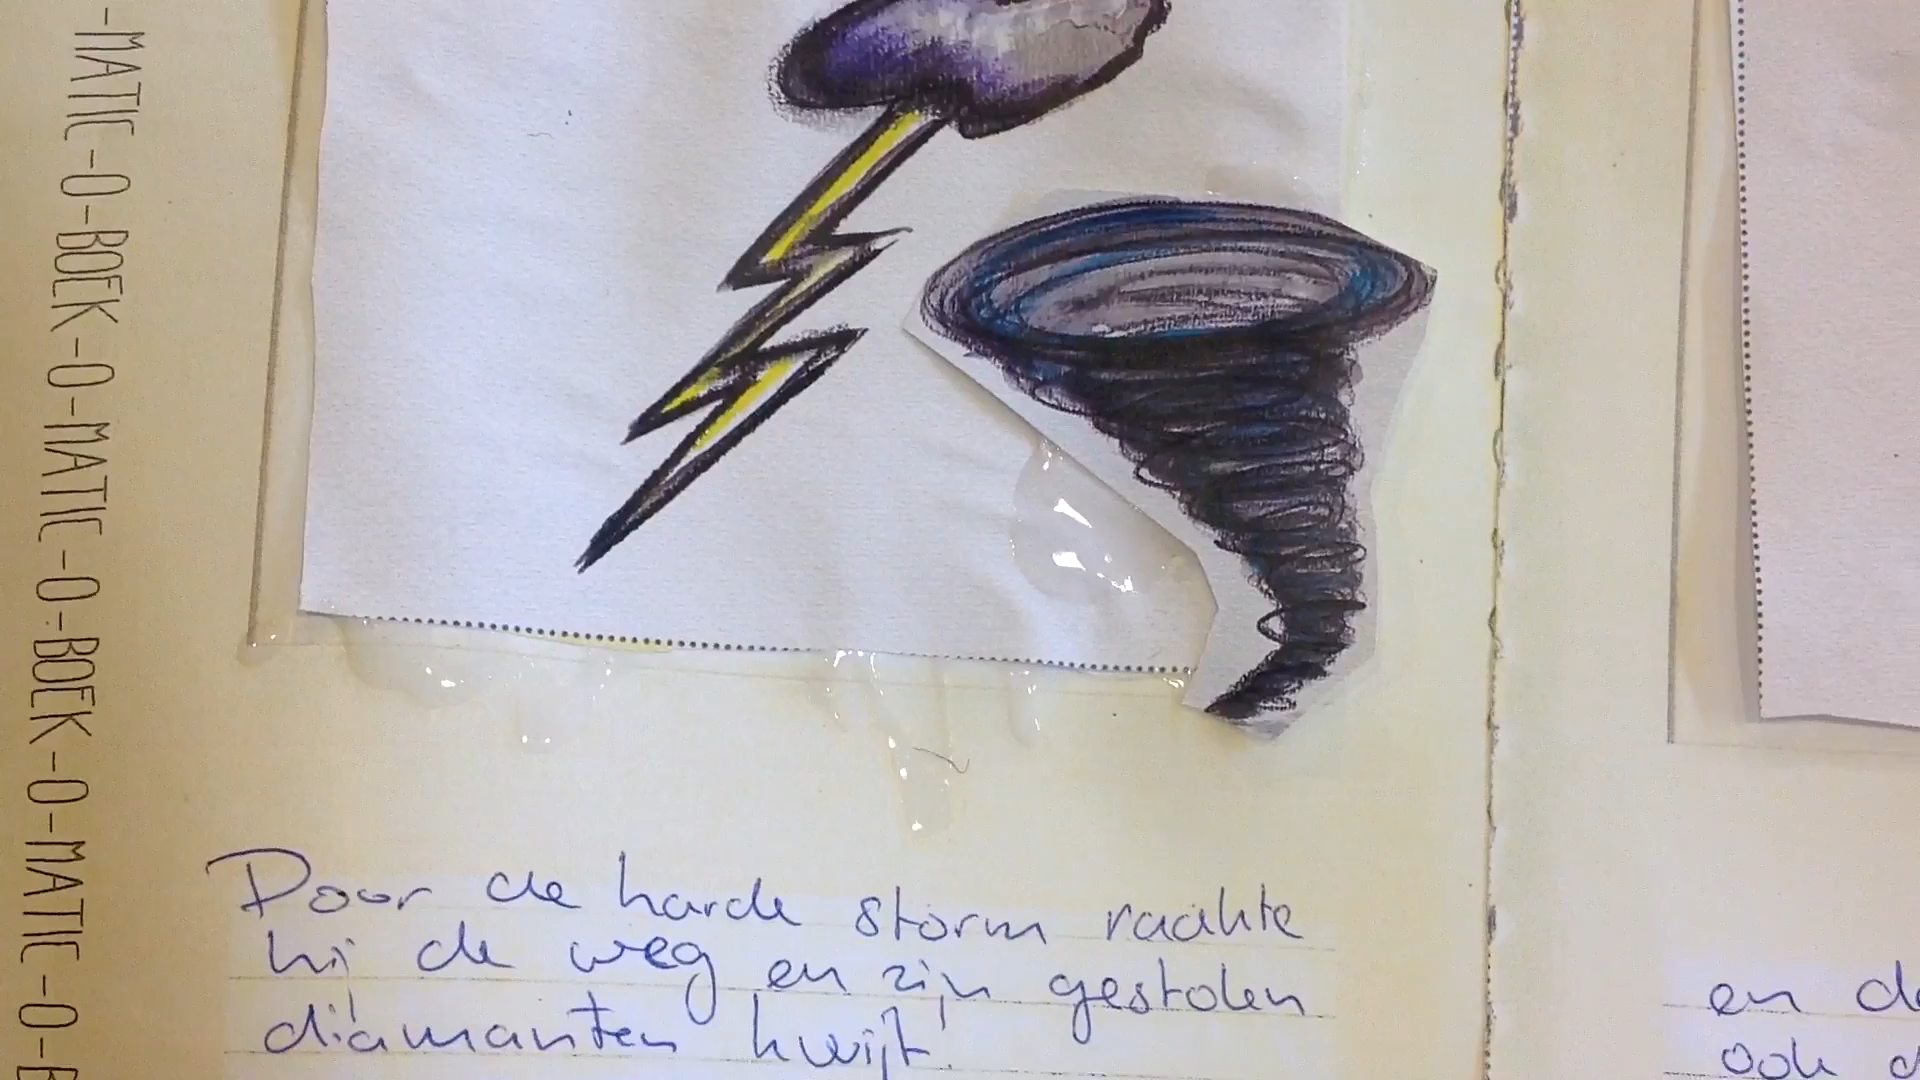 -MATIC-O-BOEK-O-MATIC-O-BOEK-O-MATIC-O-B
Door de harde storm raakte
hij de weg en zijn gestolen
diamanten kwijt.
en de
ook d